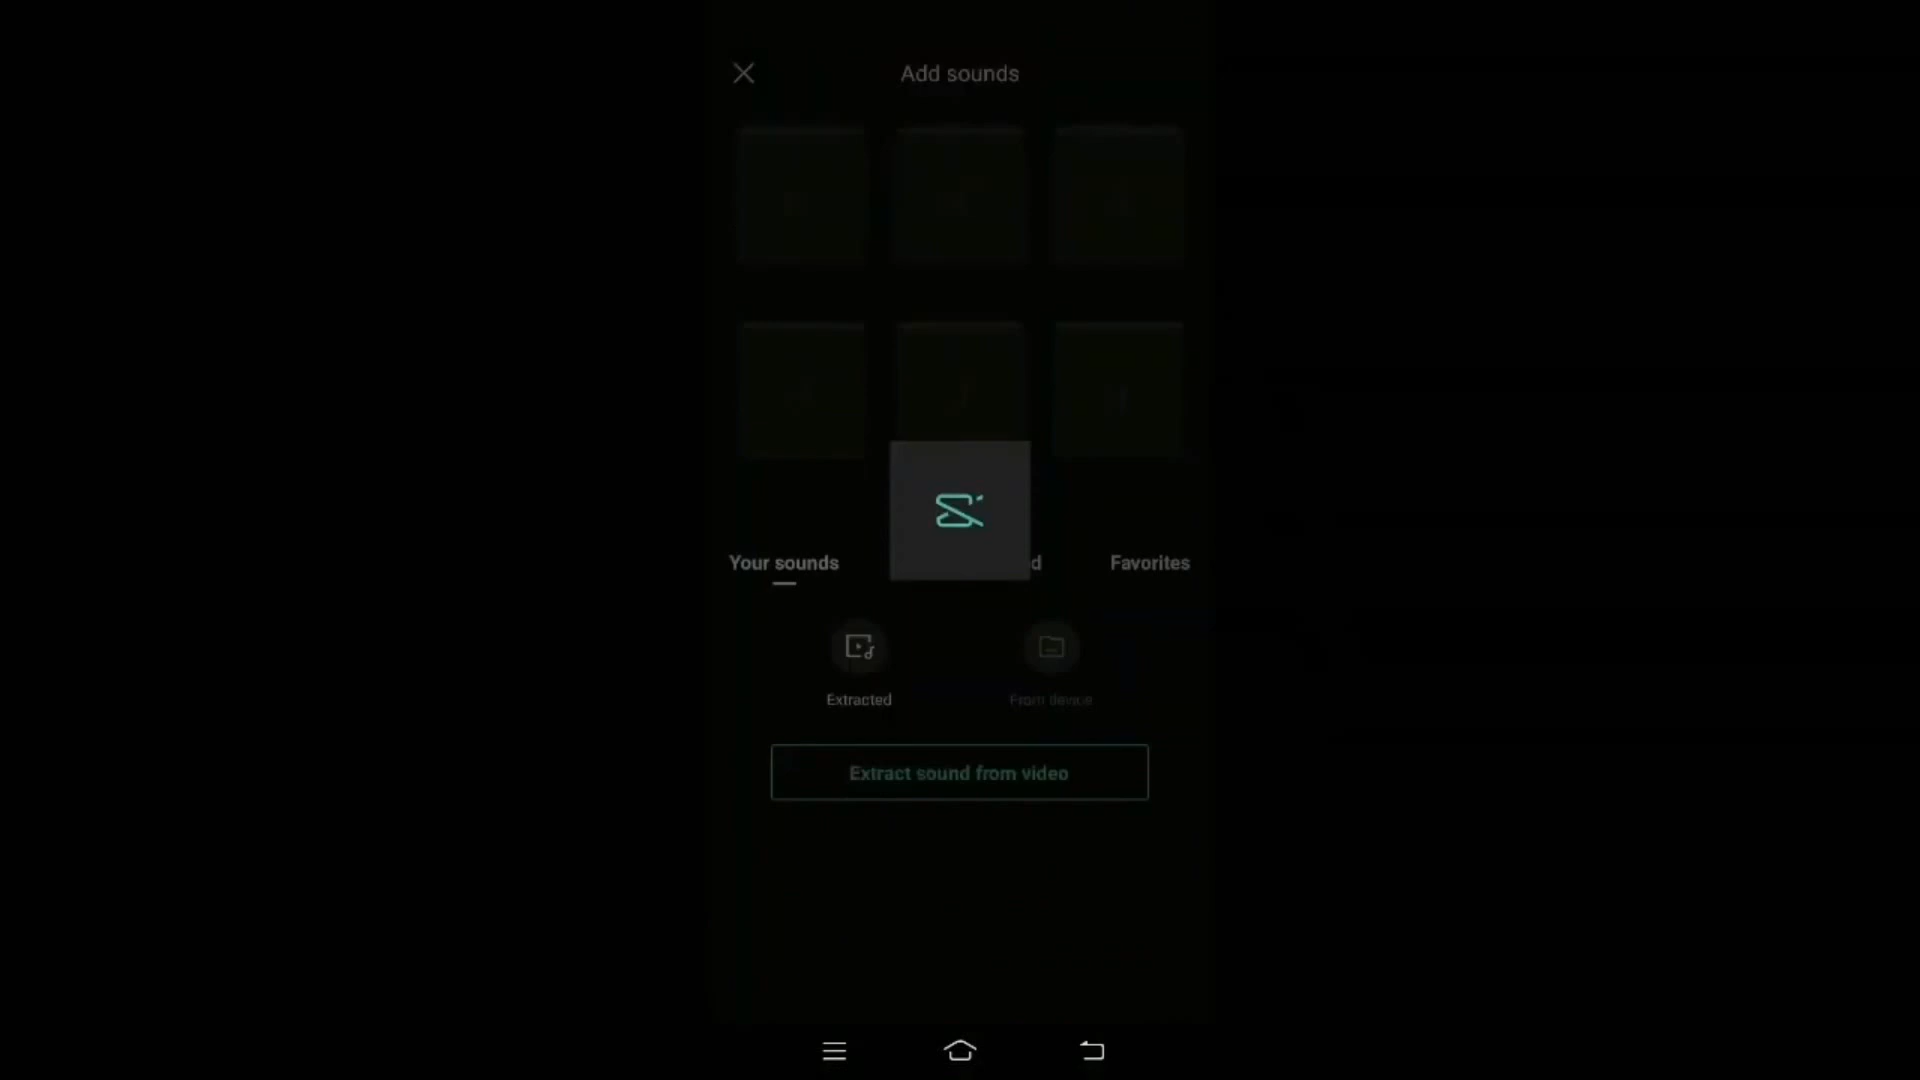 Add sounds
Your sounds
d
Favorites
Extracted
From device
Extract sound from video